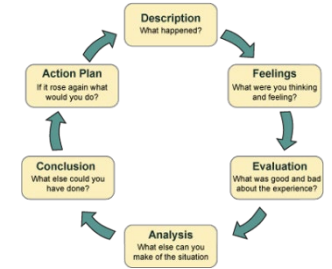 Description
What happened?
Feelings
What were you thinking
and feeling?
Evaluation
What was good and bad
about the experience?
Analysis
What else can you
make of the situation
Conclusion
What else could you
have done?
Action Plan
If it rose again what
would you do?